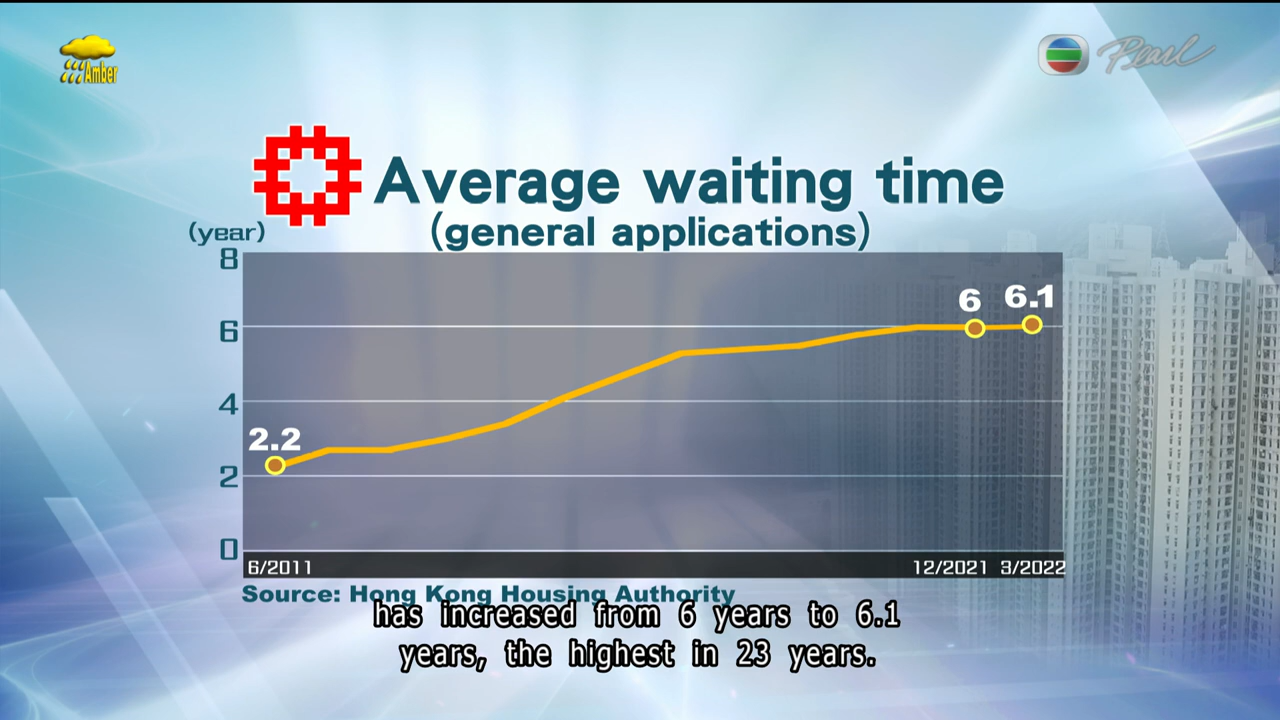 Amber
Pearl
Average waiting time
(general applications)
(year)
8
6
4
2
0
2.2
6
6.1
6/2011
12/2021
3/2022
Source: Hong Kong Housing Authority
has increased from 6 years to 6.1
years, the highest in 23 years.